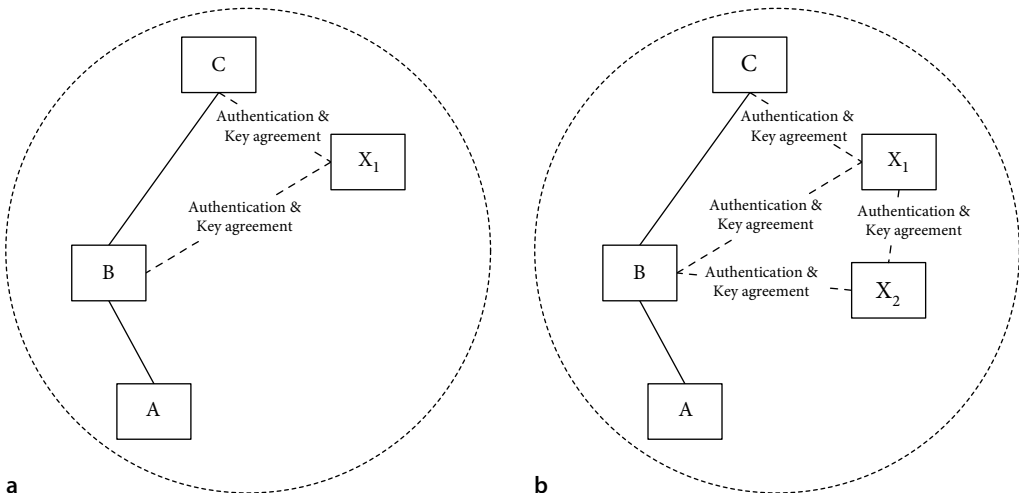 C
Authentication &
Key agreement
X1
Authentication &
Key agreement
B
A
a
C
Authentication &
Key agreement
X1
Authentication &
Key agreement
Authentication &
Key agreement
B
Authentication &
Key agreement
X2
A
b